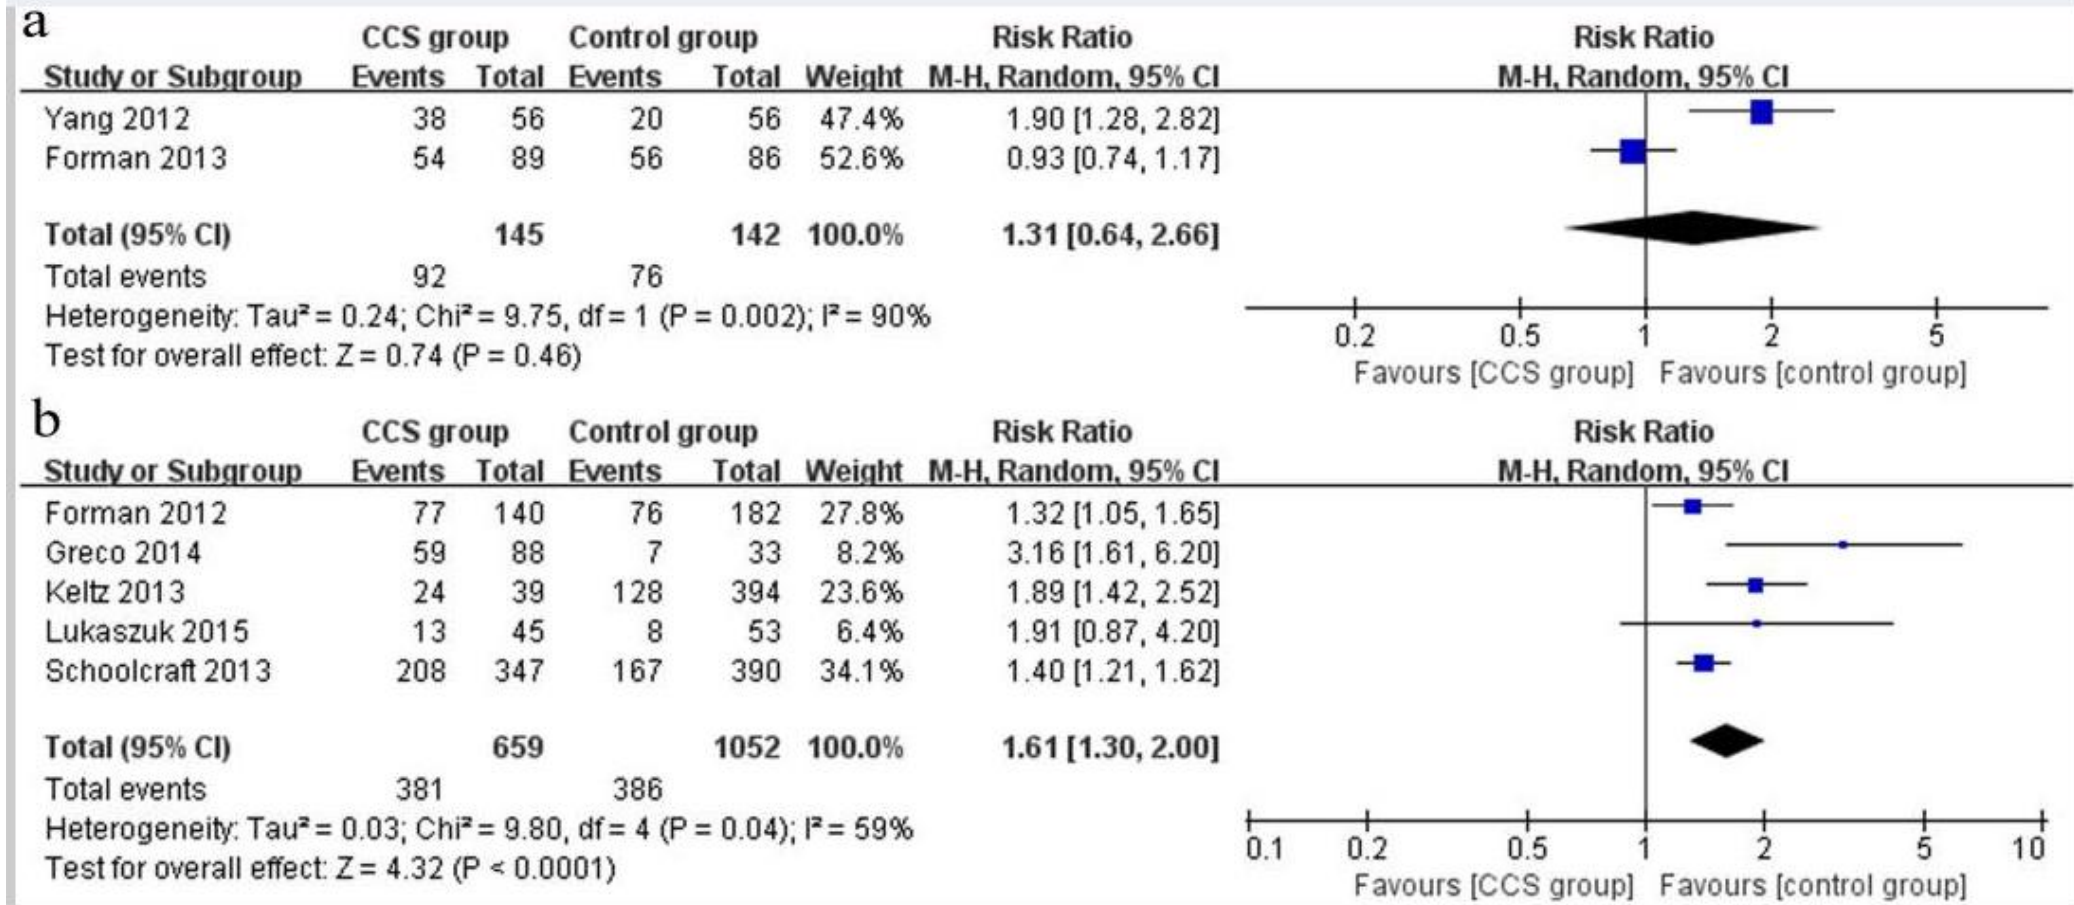 a
CCS group Control group Risk Ratio Risk Ratio
Study or Subgroup Events Total Events Total Weight M-H, Random, 95% CI M-H, Random, 95% CI
Yang 2012 38 56 20 56 47.4% 1.90 [1.28, 2.82]
Forman 2013 54 89 56 86 52.6% 0.93 [0.74, 1.17]
Total (95% CI) 145 142 100.0% 1.31 [0.64, 2.66]
Total events 92 76
Heterogeneity: Tau² = 0.24; Chi² = 9.75, df = 1 (P = 0.002); I² = 90%
Test for overall effect: Z = 0.74 (P = 0.46)
0.2 0.5 1 2 5
Favours [CCS group] Favours [control group]
b
CCS group Control group Risk Ratio Risk Ratio
Study or Subgroup Events Total Events Total Weight M-H, Random, 95% CI M-H, Random, 95% CI
Forman 2012 77 140 76 182 27.8% 1.32 [1.05, 1.65]
Greco 2014 59 88 7 33 8.2% 3.16 [1.61, 6.20]
Keltz 2013 24 39 128 394 23.6% 1.89 [1.42, 2.52]
Lukaszuk 2015 13 45 8 53 6.4% 1.91 [0.87, 4.20]
Schoolcraft 2013 208 347 167 390 34.1% 1.40 [1.21, 1.62]
Total (95% CI) 659 1052 100.0% 1.61 [1.30, 2.00]
Total events 381 386
Heterogeneity: Tau² = 0.03; Chi² = 9.80, df = 4 (P = 0.04); I² = 59%
Test for overall effect: Z = 4.32 (P < 0.0001)
0.1 0.2 0.5 1 2 5 10
Favours [CCS group] Favours [control group]